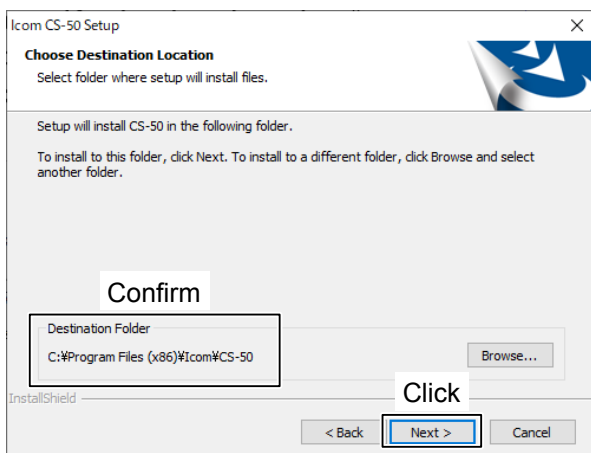 Icom CS-50 Setup
Choose Destination Location
Select folder where setup will install files.
Setup will install CS-50 in the following folder.
To install to this folder, click Next. To install to a different folder, click Browse and select
another folder.
Confirm
Destination Folder
C:¥Program Files (x86)¥Icom¥CS-50
Browse...
InstallShield
Click
< Back
Next >
Cancel